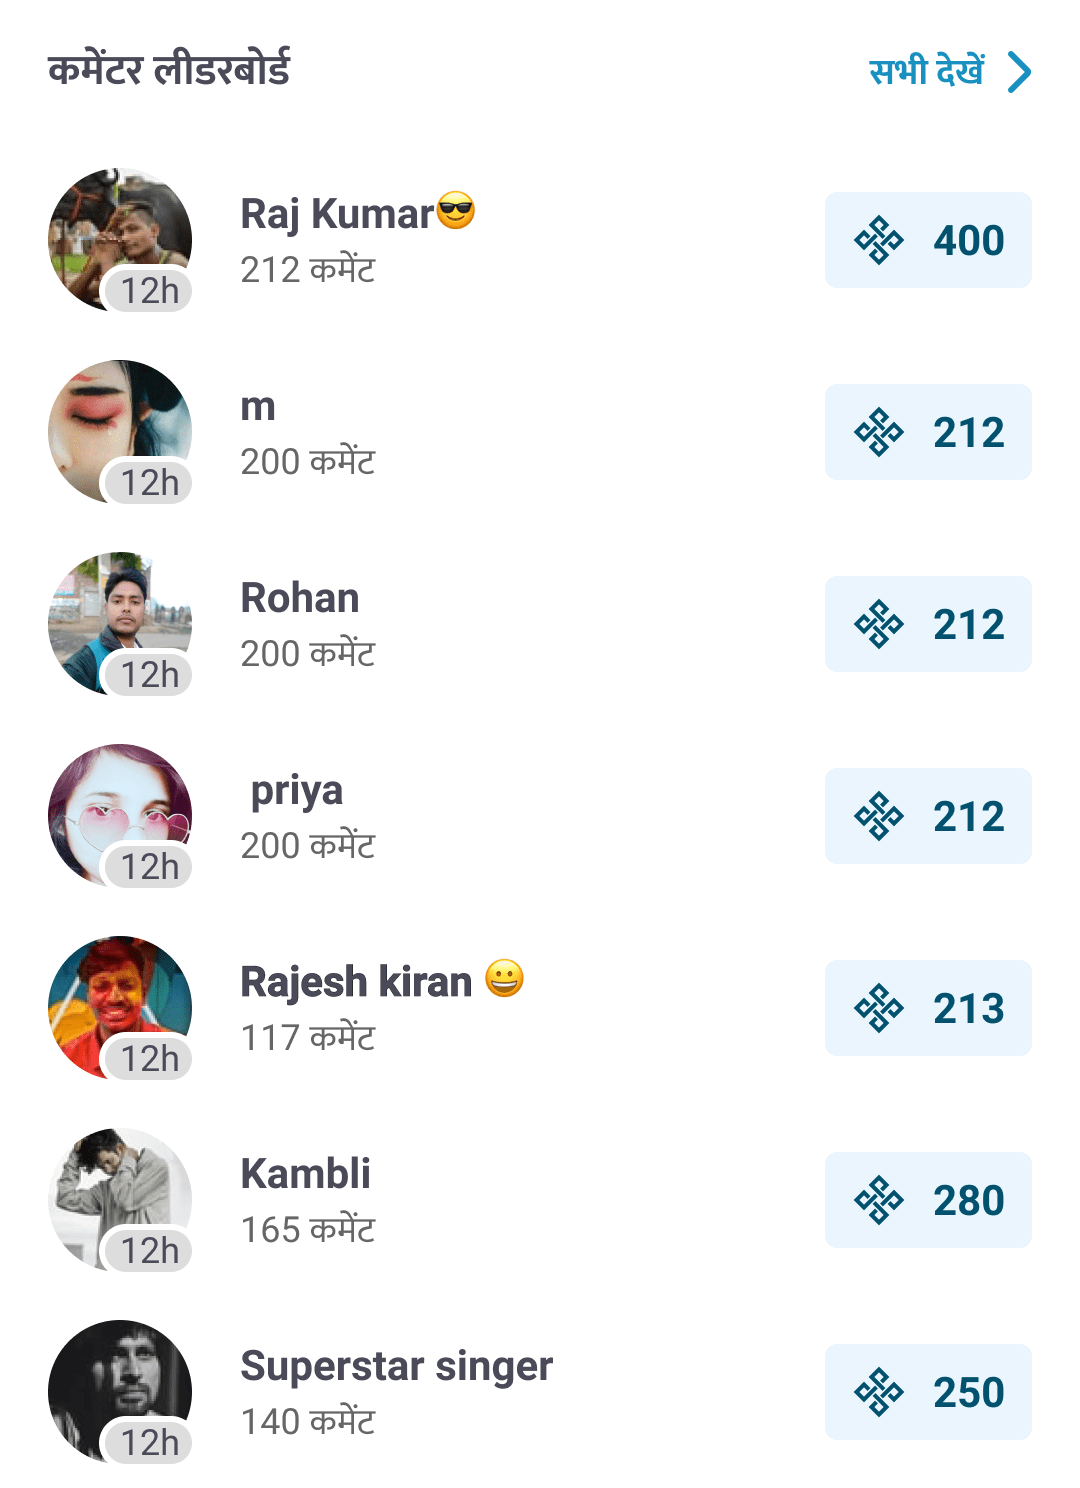 कमेंटर लीडरबोर्ड
सभी देखें
Raj Kumar😎
212 कमेंट
12h
400
m
200 कमेंट
12h
212
Rohan
200 कमेंट
12h
212
priya
200 कमेंट
12h
212
Rajesh kiran 😀
117 कमेंट
12h
213
Kambli
165 कमेंट
12h
280
Superstar singer
140 कमेंट
12h
250